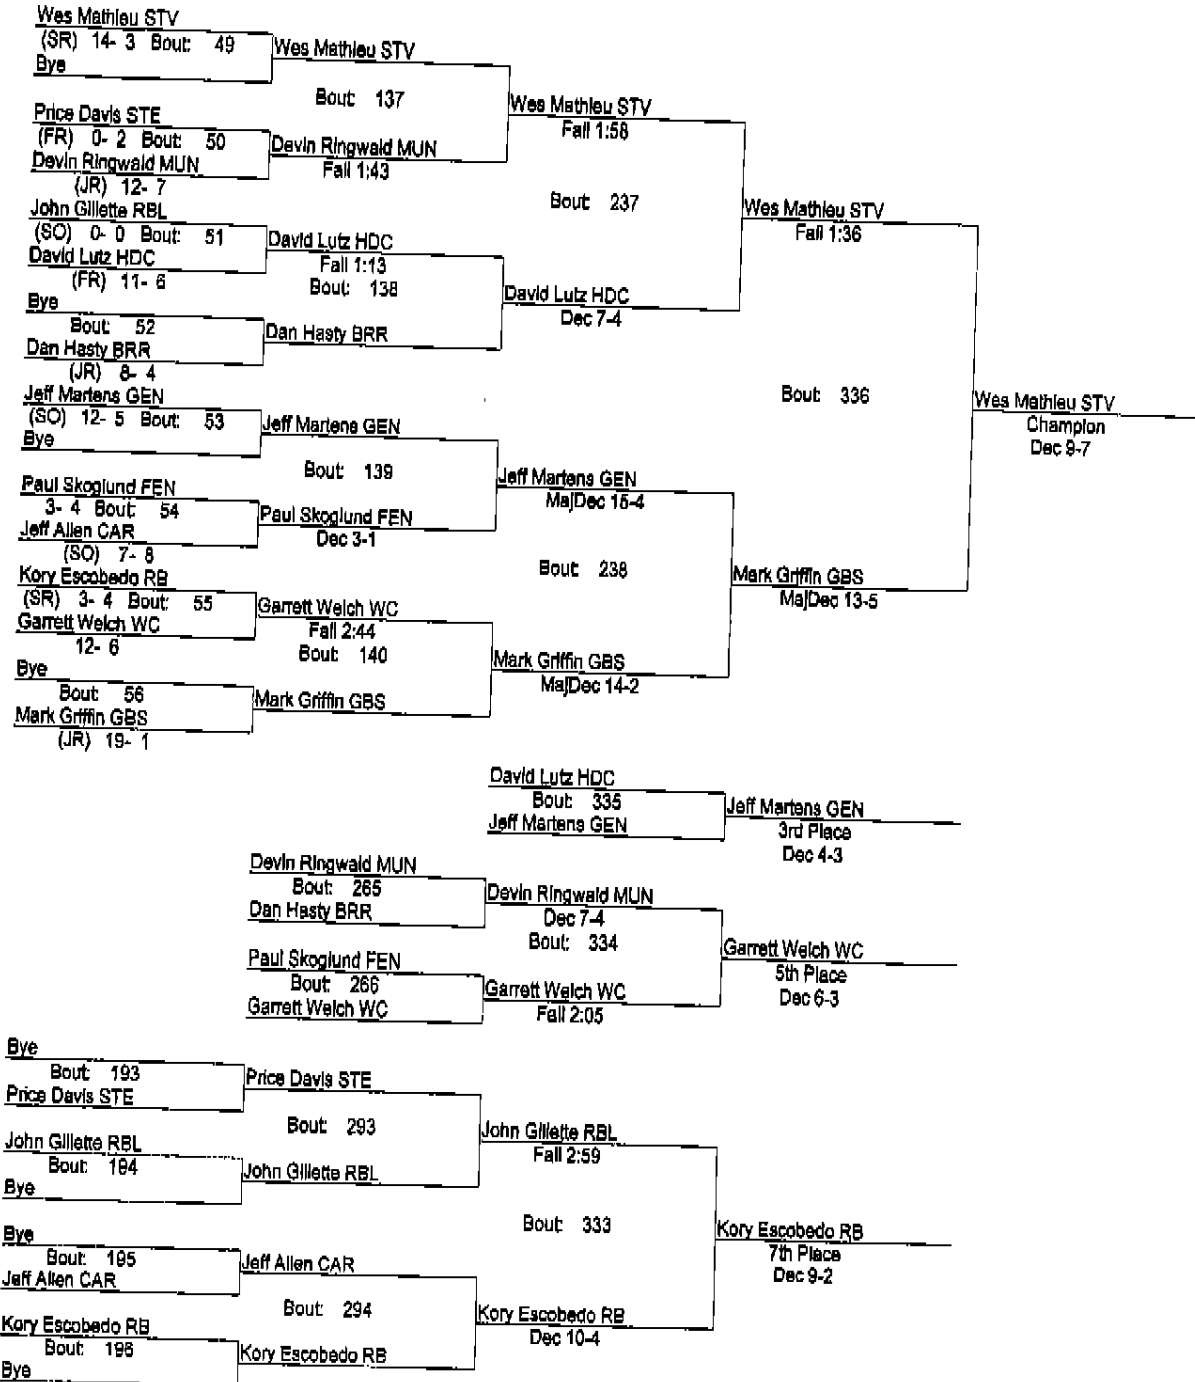 Wes Mathieu STV
(SR) 14- 3 Bout: 49
Wes Mathieu STV
Bye
Bout: 137
Wes Mathieu STV
Fall 1:58
Price Davis STE
(FR) 0- 2 Bout: 50
Devin Ringwald MUN
Fall 1:43
Devin Ringwald MUN
(JR) 12- 7
Bout: 237
Wes Mathieu STV
Fall 1:36
John Gillette RBL
(SO) 0- 0 Bout: 51
David Lutz HDC
Fall 1:13
David Lutz HDC
(FR) 11- 6
Bout: 138
David Lutz HDC
Dec 7-4
Bye
Bout: 52
Dan Hasty BRR
Dan Hasty BRR
(JR) 8- 4
Bout: 336
Wes Mathieu STV
Champion
Dec 9-7
Jeff Martens GEN
(SO) 12- 5 Bout: 53
Jeff Martens GEN
Bye
Bout: 139
Jeff Martens GEN
MajDec 15-4
Paul Skoglund FEN
3- 4 Bout: 54
Paul Skoglund FEN
Dec 3-1
Jeff Allen CAR
(SO) 7- 8
Bout: 238
Mark Griffin GBS
MajDec 13-5
Kory Escobedo RB
(SR) 3- 4 Bout: 55
Garrett Welch WC
Fall 2:44
Garrett Welch WC
12- 6
Bout: 140
Mark Griffin GBS
MajDec 14-2
Bye
Bout: 56
Mark Griffin GBS
Mark Griffin GBS
(JR) 19- 1
David Lutz HDC
Bout: 335
Jeff Martens GEN
Jeff Martens GEN
3rd Place
Dec 4-3
Devin Ringwald MUN
Bout: 265
Devin Ringwald MUN
Dec 7-4
Dan Hasty BRR
Bout: 334
Garrett Welch WC
5th Place
Dec 6-3
Paul Skoglund FEN
Bout: 266
Garrett Welch WC
Fall 2:05
Garrett Welch WC
Bye
Bout: 193
Price Davis STE
Price Davis STE
Bout: 293
John Gillette RBL
Fall 2:59
John Gillette RBL
Bout: 194
John Gillette RBL
Bye
Bout: 333
Kory Escobedo RB
7th Place
Dec 9-2
Bye
Bout: 195
Jeff Allen CAR
Jeff Allen CAR
Bout: 294
Kory Escobedo RB
Dec 10-4
Kory Escobedo RB
Bout: 196
Kory Escobedo RB
Bye